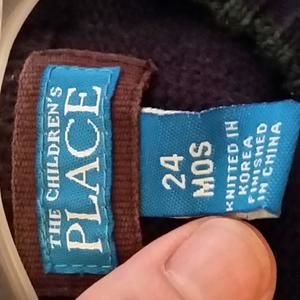 THE CHILDREN'S
PLACE
24
MOS
KNITTED IN
KOREA
FINISHED
IN CHINA